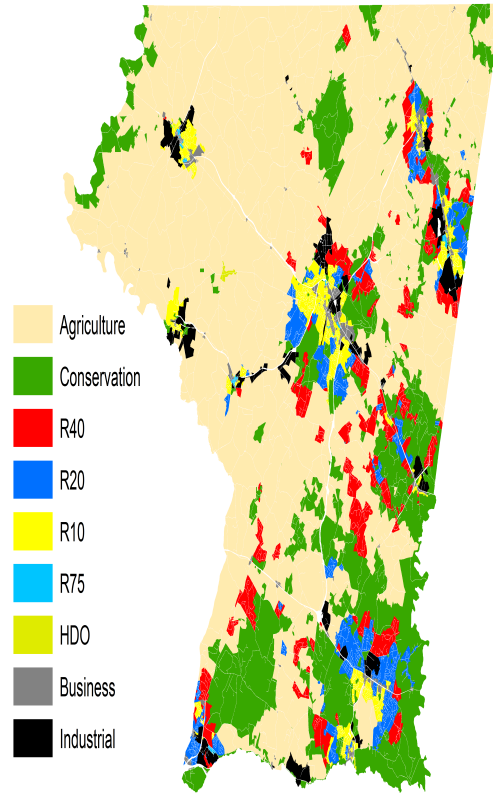 Agriculture
Conservation
R40
R20
R10
R75
HDO
Business
Industrial